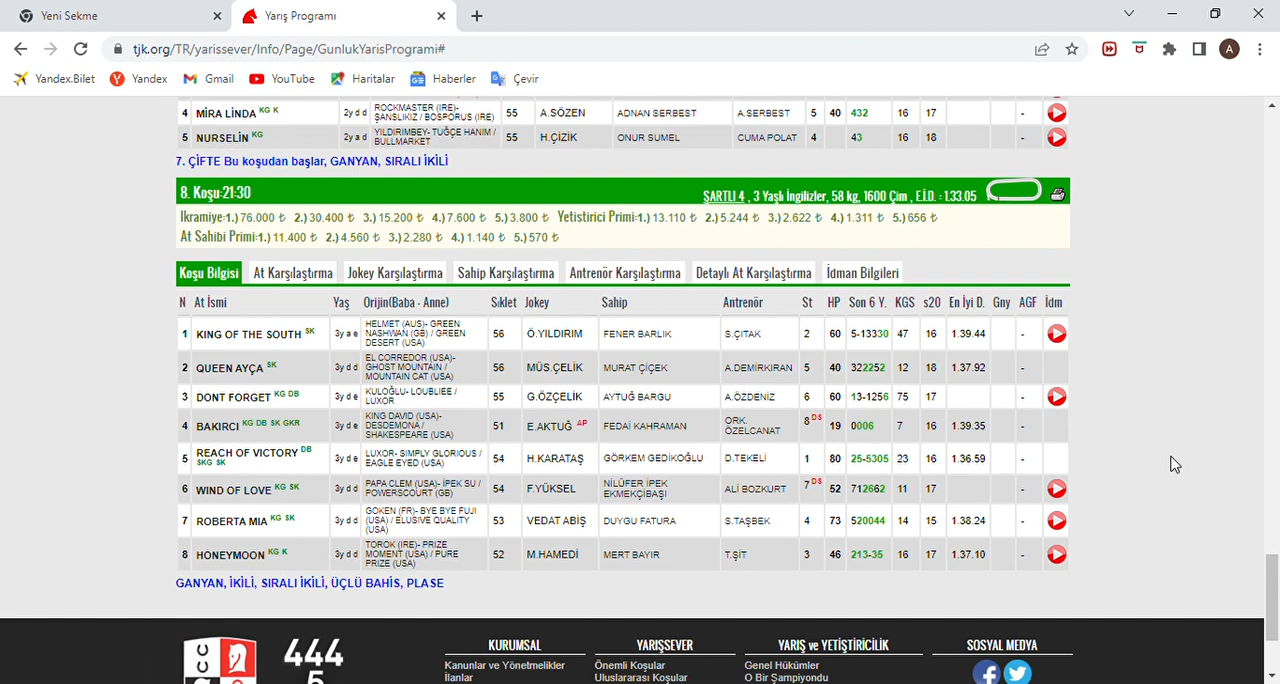 Yeni Sekme
Yarış Programı
tjk.org/TR/yarissever/Info/Page/GunlukYarisProgrami#
A
Yandex.Bilet Yandex Gmail YouTube Haritalar Haberler Çevir
4 MİRA LİNDA KG K 2y d d ROCKMASTER (IRE)- ŞANSLIKIZ / BOSPORUS (IRE) 55 A.SÖZEN ADNAN SERBEST A.SERBEST 5 40 432 16 17 -
5 NURSELİN KG 2y a d YILDIRIMBEY- TUĞÇE HANIM / BULLMARKET 55 H.ÇİZİK ONUR SUMEL CUMA POLAT 4 43 16 18 -
7. ÇİFTE Bu koşudan başlar, GANYAN, SIRALI İKİLİ
8. Koşu:21:30 ŞARTLI 4 , 3 Yaşlı İngilizler, 58 kg, 1600 Çim , E.İ.D. : 1.33.05
Ikramiye:1.) 76.000 ₺ 2.) 30.400 ₺ 3.) 15.200 ₺ 4.) 7.600 ₺ 5.) 3.800 ₺ Yetistirici Primi:1.) 13.110 ₺ 2.) 5.244 ₺ 3.) 2.622 ₺ 4.) 1.311 ₺ 5.) 656 ₺
At Sahibi Primi:1.) 11.400 ₺ 2.) 4.560 ₺ 3.) 2.280 ₺ 4.) 1.140 ₺ 5.) 570 ₺
Koşu Bilgisi At Karşılaştırma Jokey Karşılaştırma Sahip Karşılaştırma Antrenör Karşılaştırma Detaylı At Karşılaştırma İdman Bilgileri
N At İsmi Yaş Orijin(Baba - Anne) Sıklet Jokey Sahip Antrenör St HP Son 6 Y. KGS s20 En İyi D. Gny AGF İdm
1 KING OF THE SOUTH SK 3y a e HELMET (AUS)- GREEN NASHWAN (GB) / GREEN DESERT (USA) 56 Ö.YILDIRIM FENER BARLIK S.ÇITAK 2 60 5-13330 47 16 1.39.44 -
2 QUEEN AYÇA SK 3y d d EL CORREDOR (USA)- GHOST MOUNTAIN / MOUNTAIN CAT (USA) 56 MÜS.ÇELİK MURAT ÇİÇEK A.DEMİRKIRAN 5 40 322252 12 18 1.37.92 -
3 DONT FORGET KG DB 3y d e KULOĞLU- LOUBLIEE / LUXOR 55 G.ÖZÇELİK AYTUĞ BARGU A.ÖZDENİZ 6 60 13-1256 75 17 -
4 BAKIRCI KG DB SK GKR 3y d e KING DAVID (USA)- DESDEMONA / SHAKESPEARE (USA) 51 E.AKTUĞ AP FEDAİ KAHRAMAN ORK. ÖZELCANAT 8 DS 19 0006 7 16 1.39.35 -
5 REACH OF VICTORY DB SKG SK 3y d e LUXOR- SIMPLY GLORIOUS / EAGLE EYED (USA) 54 H.KARATAŞ GÖRKEM GEDİKOĞLU D.TEKELİ 1 80 25-5305 23 16 1.36.59 -
6 WIND OF LOVE KG SK 3y d d PAPA CLEM (USA)- İPEK SU / POWERSCOURT (GB) 54 F.YÜKSEL NİLÜFER İPEK EKMEKÇİBAŞI ALİ BOZKURT 7 DS 52 712662 11 17 -
7 ROBERTA MIA KG SK 3y d d GOKEN (FR)- BYE BYE FUJI (USA) / ELUSIVE QUALITY (USA) 53 VEDAT ABİŞ DUYGU FATURA S.TAŞBEK 4 73 520044 14 15 1.38.24 -
8 HONEYMOON KG K 3y d d TOROK (IRE)- PRIZE MOMENT (USA) / PURE PRIZE (USA) 52 M.HAMEDİ MERT BAYIR T.ŞİT 3 46 213-35 16 17 1.37.10 -
GANYAN, İKİLİ, SIRALI İKİLİ, ÜÇLÜ BAHİS, PLASE
444
5
KURUMSAL YARIŞSEVER YARIŞ ve YETİŞTİRİCİLİK SOSYAL MEDYA
Kanunlar ve Yönetmelikler Önemli Koşular Genel Hükümler
İlanlar Uluslararası Koşular O Bir Şampiyondu